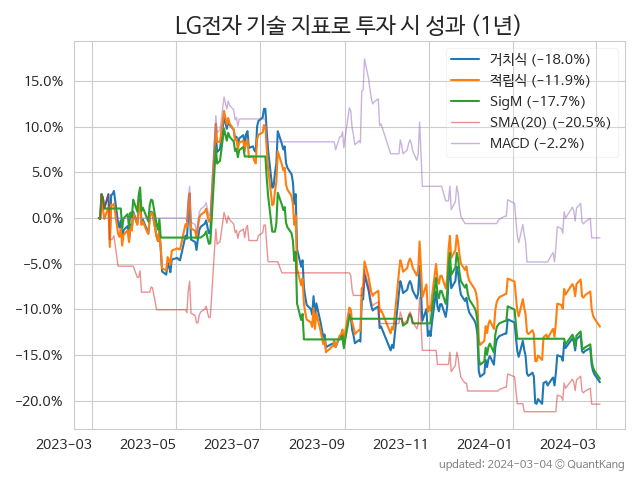 LG전자 기술 지표로 투자 시 성과 (1년)
거치식 (−18.0%)
적립식 (−11.9%)
SigM (−17.7%)
SMA(20) (−20.5%)
MACD (−2.2%)
15.0%
10.0%
5.0%
0.0%
−5.0%
−10.0%
−15.0%
−20.0%
2023−03 2023−05 2023−07 2023−09 2023−11 2024−01 2024−03
updated: 2024−03−04 © QuantKang